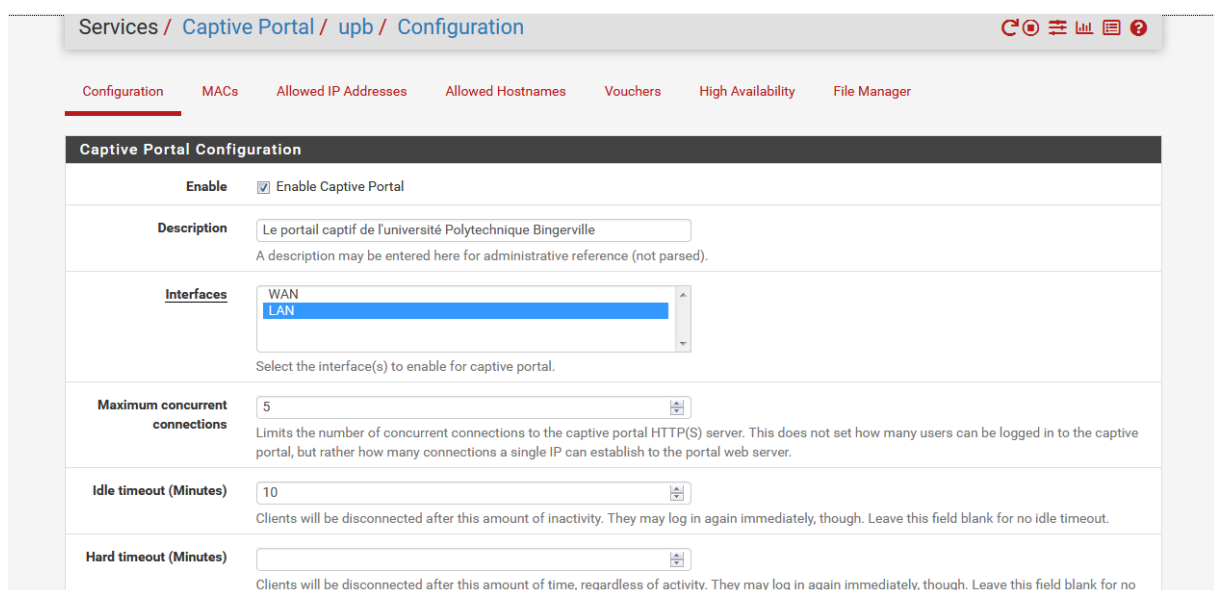 Services / Captive Portal / upb / Configuration
Configuration MACs Allowed IP Addresses Allowed Hostnames Vouchers High Availability File Manager
Captive Portal Configuration
Enable Enable Captive Portal
Description Le portail captif de l'université Polytechnique Bingerville
A description may be entered here for administrative reference (not parsed).
Interfaces WAN
LAN
Select the interface(s) to enable for captive portal.
Maximum concurrent connections 5
Limits the number of concurrent connections to the captive portal HTTP(S) server. This does not set how many users can be logged in to the captive
portal, but rather how many connections a single IP can establish to the portal web server.
Idle timeout (Minutes) 10
Clients will be disconnected after this amount of inactivity. They may log in again immediately, though. Leave this field blank for no idle timeout.
Hard timeout (Minutes)
Clients will be disconnected after this amount of time, regardless of activity. They may log in again immediately, though. Leave this field blank for no